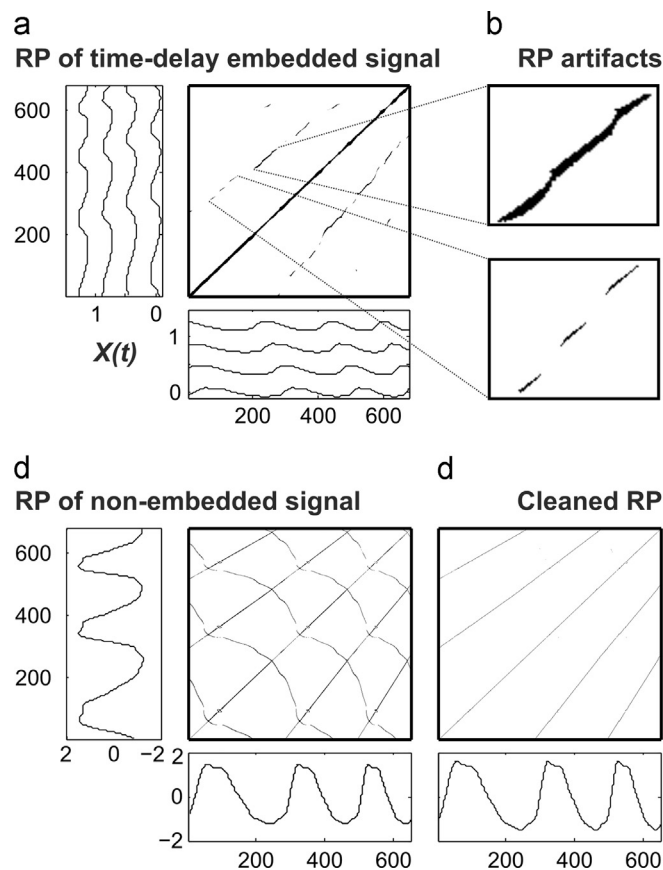 a
RP of time-delay embedded signal
b
RP artifacts
600
400
200
1 0
X(t)
1
0
200 400 600
d
RP of non-embedded signal
d
Cleaned RP
600
400
200
2 0 −2
2
0
−2
200 400 600
200 400 600